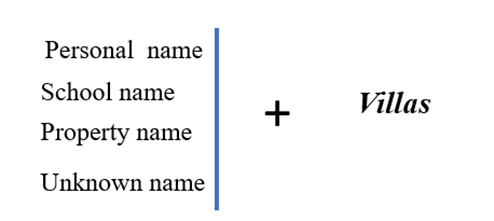 Personal name
School name
Property name
Unknown name
+
Villas